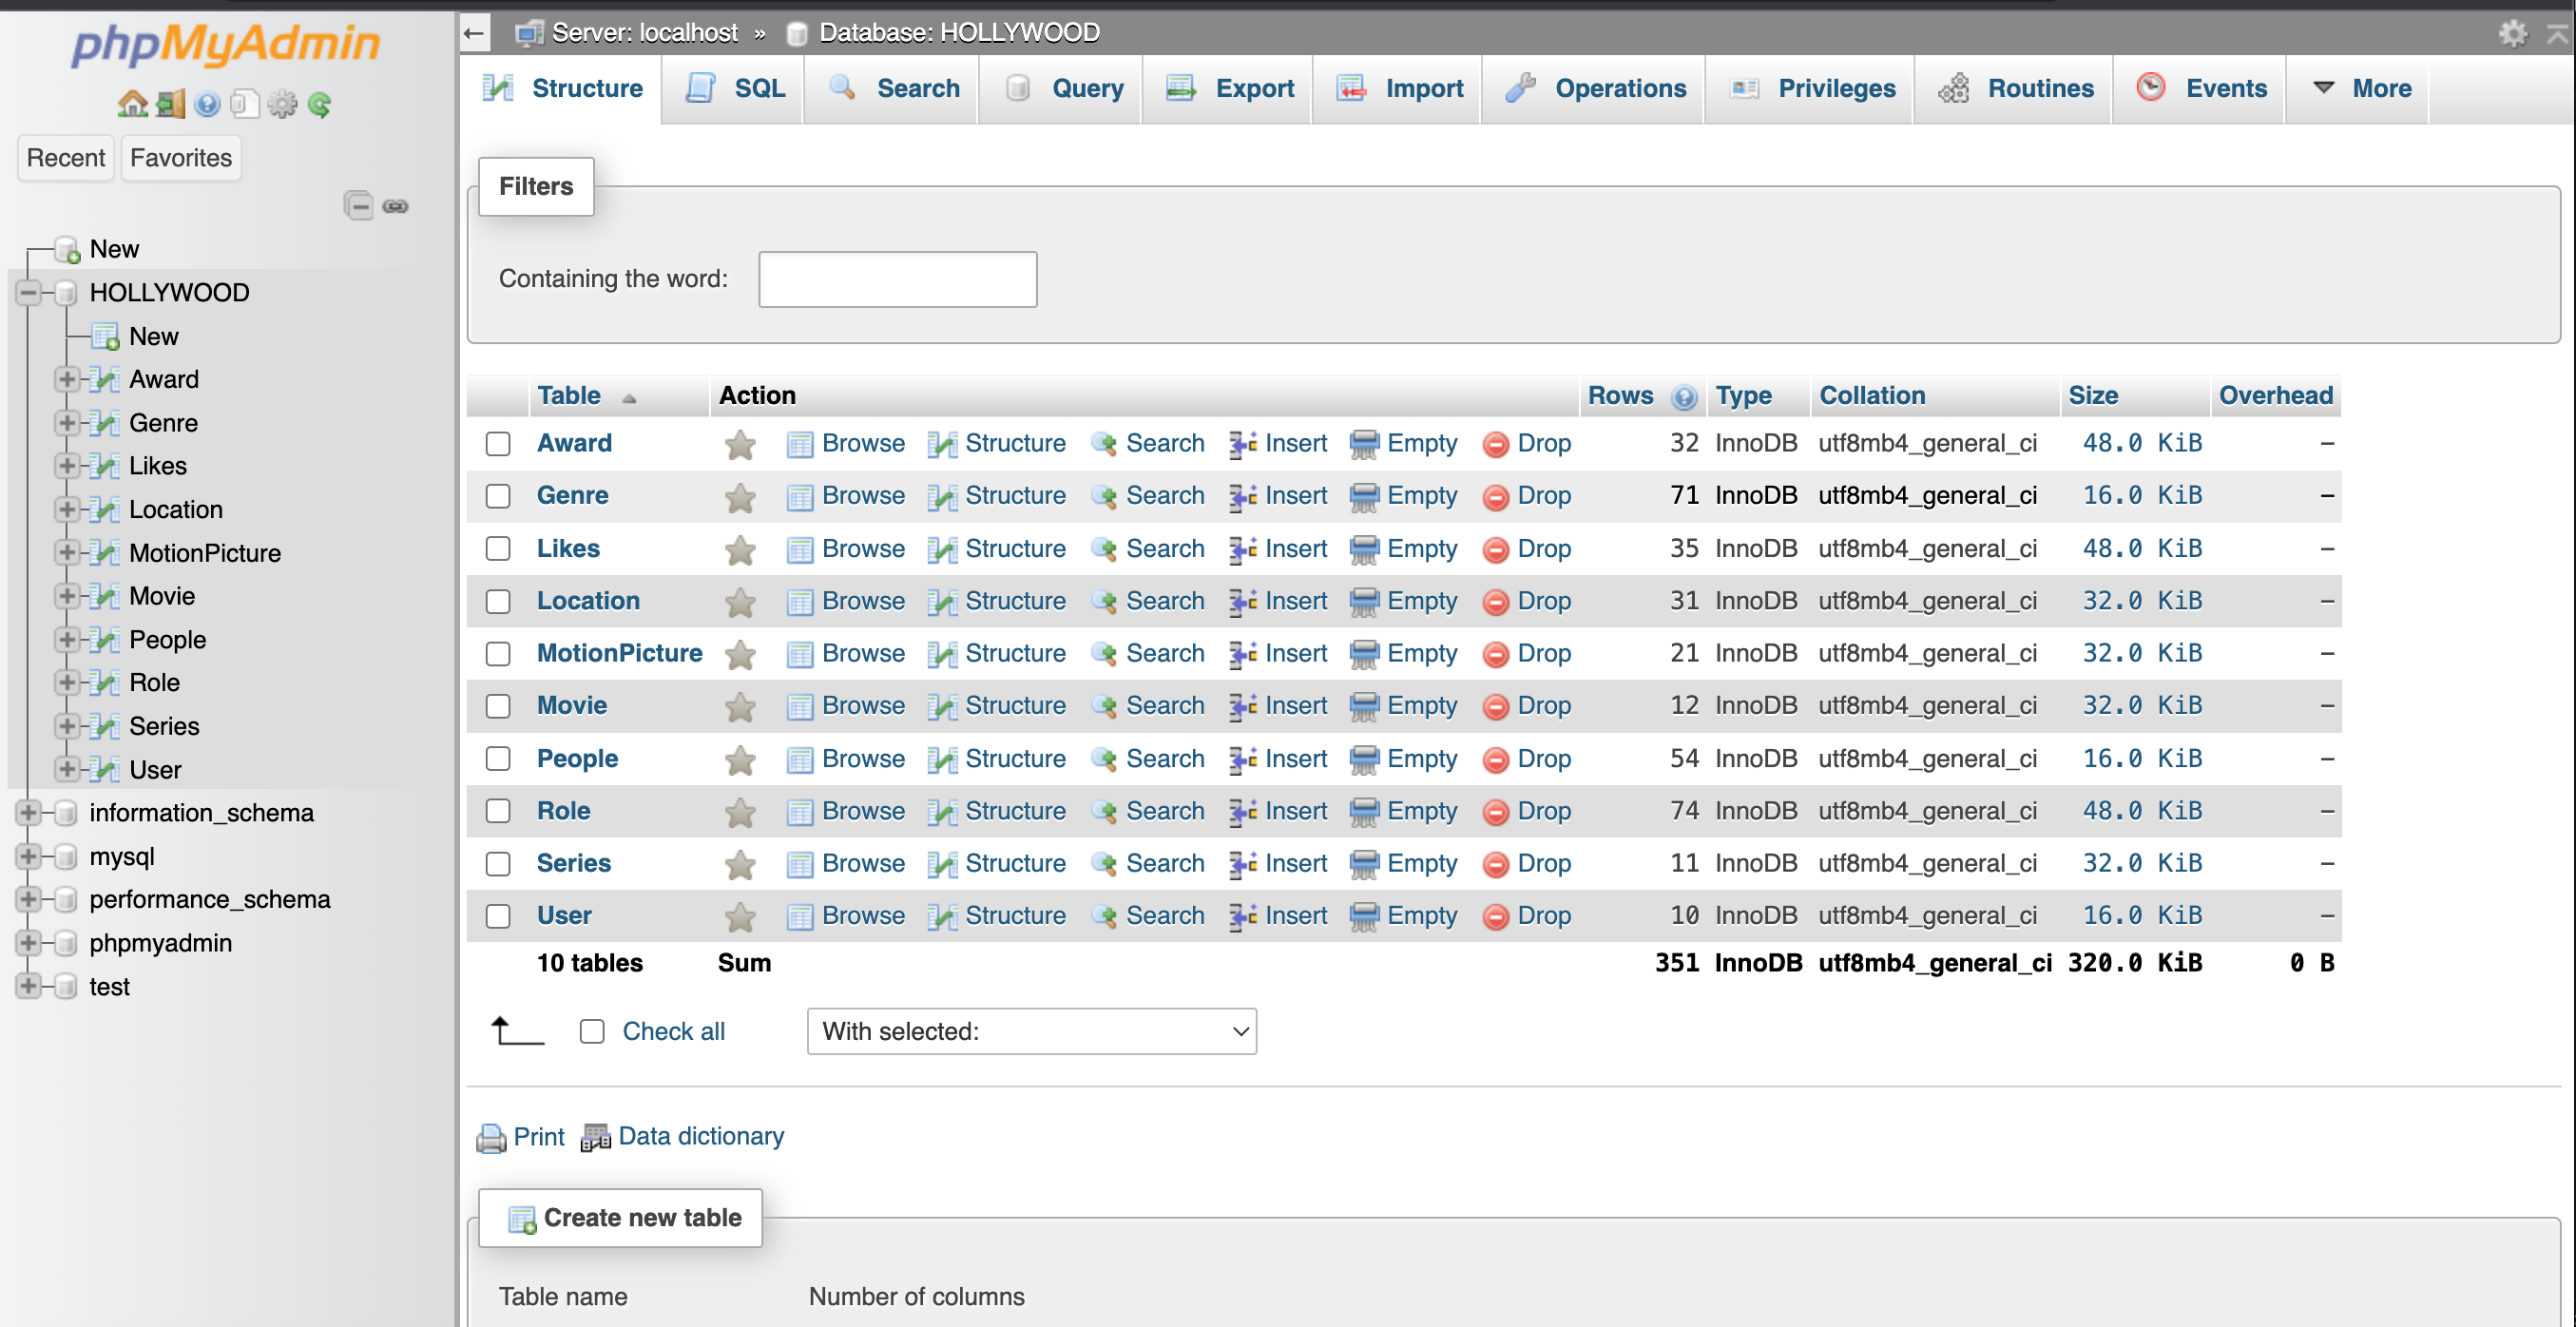 phpMyAdmin
Recent Favorites
New
HOLLYWOOD
New
Award
Genre
Likes
Location
MotionPicture
Movie
People
Role
Series
User
information_schema
mysql
performance_schema
phpmyadmin
test
Server: localhost » Database: HOLLYWOOD
Structure SQL Search Query Export Import Operations Privileges Routines Events More
Filters
Containing the word:
Table Action Rows Type Collation Size Overhead
Award Browse Structure Search Insert Empty Drop 32 InnoDB utf8mb4_general_ci 48.0 KiB –
Genre Browse Structure Search Insert Empty Drop 71 InnoDB utf8mb4_general_ci 16.0 KiB –
Likes Browse Structure Search Insert Empty Drop 35 InnoDB utf8mb4_general_ci 48.0 KiB –
Location Browse Structure Search Insert Empty Drop 31 InnoDB utf8mb4_general_ci 32.0 KiB –
MotionPicture Browse Structure Search Insert Empty Drop 21 InnoDB utf8mb4_general_ci 32.0 KiB –
Movie Browse Structure Search Insert Empty Drop 12 InnoDB utf8mb4_general_ci 32.0 KiB –
People Browse Structure Search Insert Empty Drop 54 InnoDB utf8mb4_general_ci 16.0 KiB –
Role Browse Structure Search Insert Empty Drop 74 InnoDB utf8mb4_general_ci 48.0 KiB –
Series Browse Structure Search Insert Empty Drop 11 InnoDB utf8mb4_general_ci 32.0 KiB –
User Browse Structure Search Insert Empty Drop 10 InnoDB utf8mb4_general_ci 16.0 KiB –
10 tables Sum 351 InnoDB utf8mb4_general_ci 320.0 KiB 0 B
Check all With selected:
Print Data dictionary
Create new table
Table name Number of columns